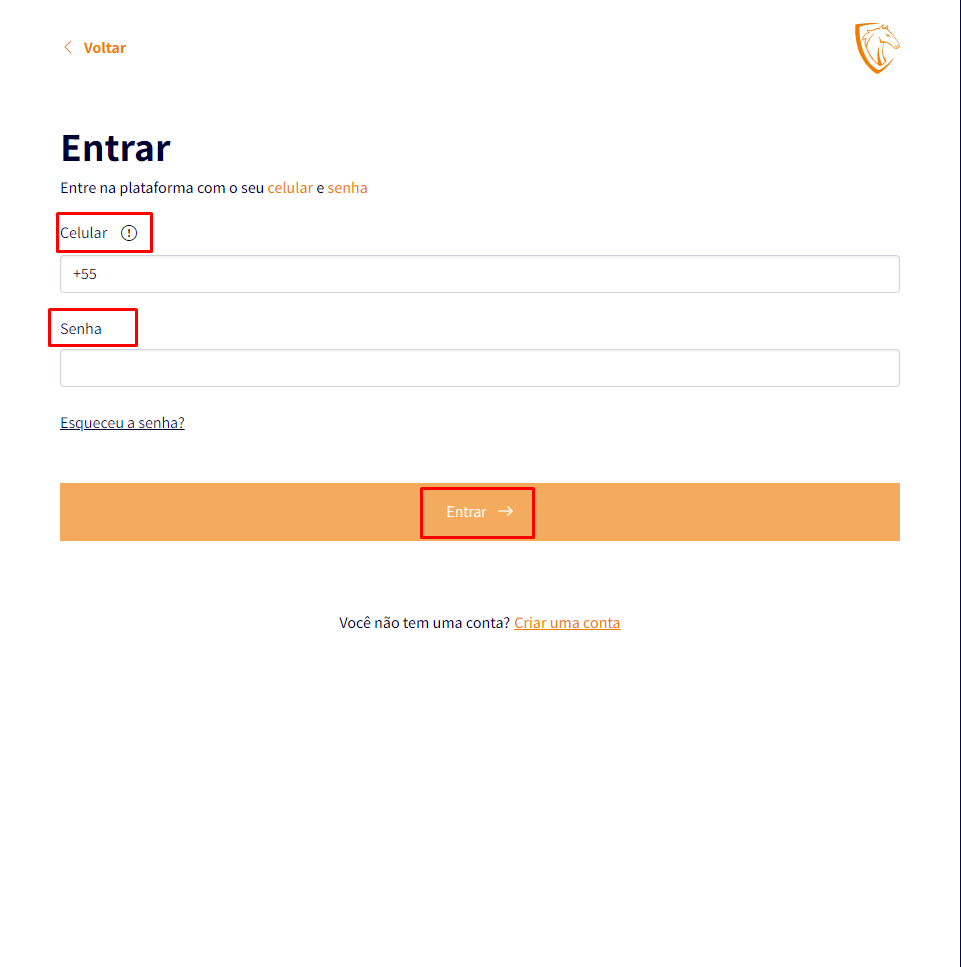 Voltar
Entrar
Entre na plataforma com o seu celular e senha
Celular
+55
Senha
Esqueceu a senha?
Entrar →
Você não tem uma conta? Criar uma conta